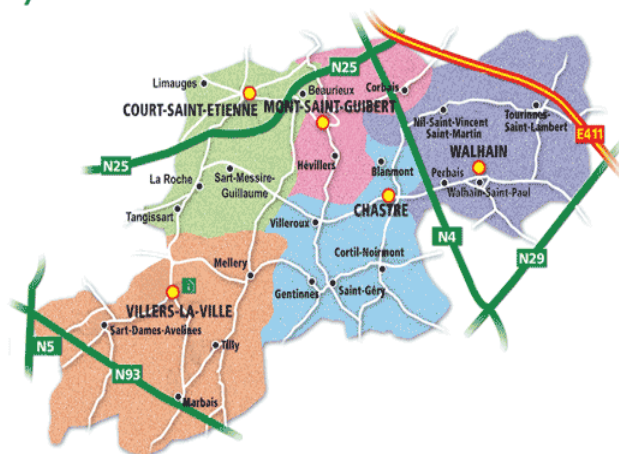 N25
Limauges
Beaurieux
Corbais
COURT-SAINT-ETIENNE
MONT-SAINT-GUIBERT
Nil-Saint-Vincent
Saint-Martin
Tourinnes-
Saint-Lambert
E411
WALHAIN
N25
Hévillers
Blanmont
La Roche
Sart-Messire-
Guillaume
Perbais
Walhain-Saint-Paul
CHASTRE
Tangissart
Villeroux
N4
Cortil-Noirmont
N29
Mellery
Gentinnes
Saint-Géry
VILLERS-LA-VILLE
Sart-Dames-Avelines
N5
Tilly
N93
Marbais